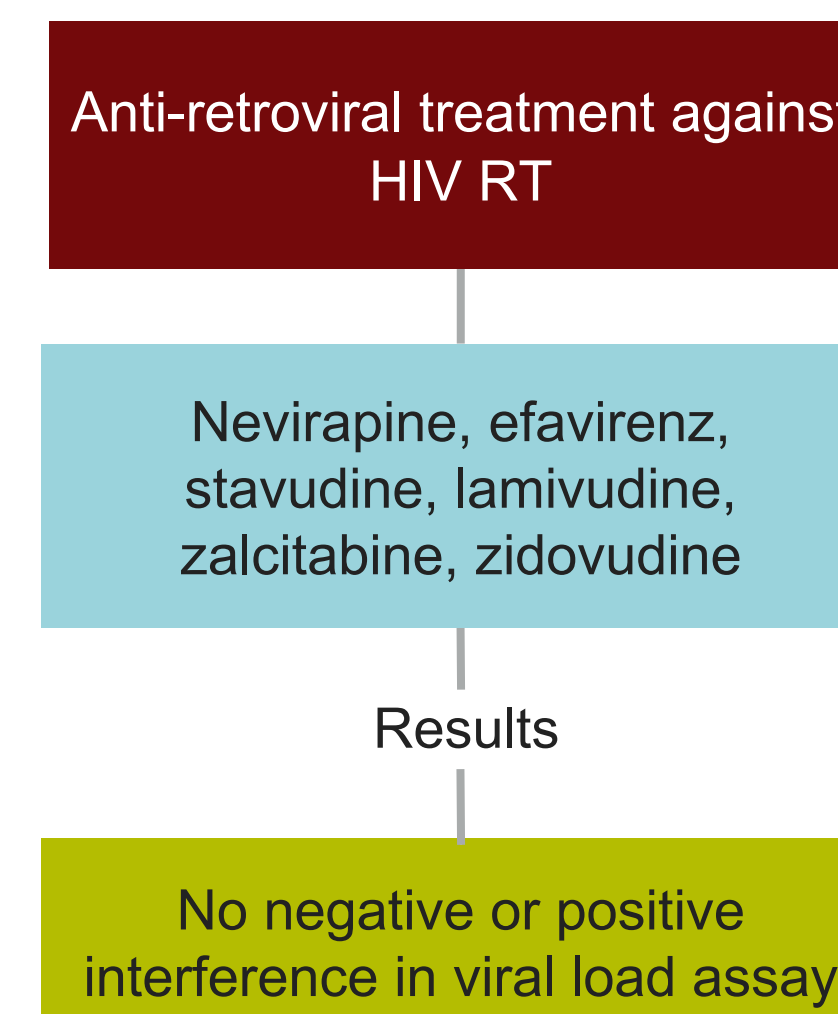 Anti-retroviral treatment against
HIV RT
Nevirapine, efavirenz,
stavudine, lamivudine,
zalcitabine, zidovudine
Results
No negative or positive
interference in viral load assay